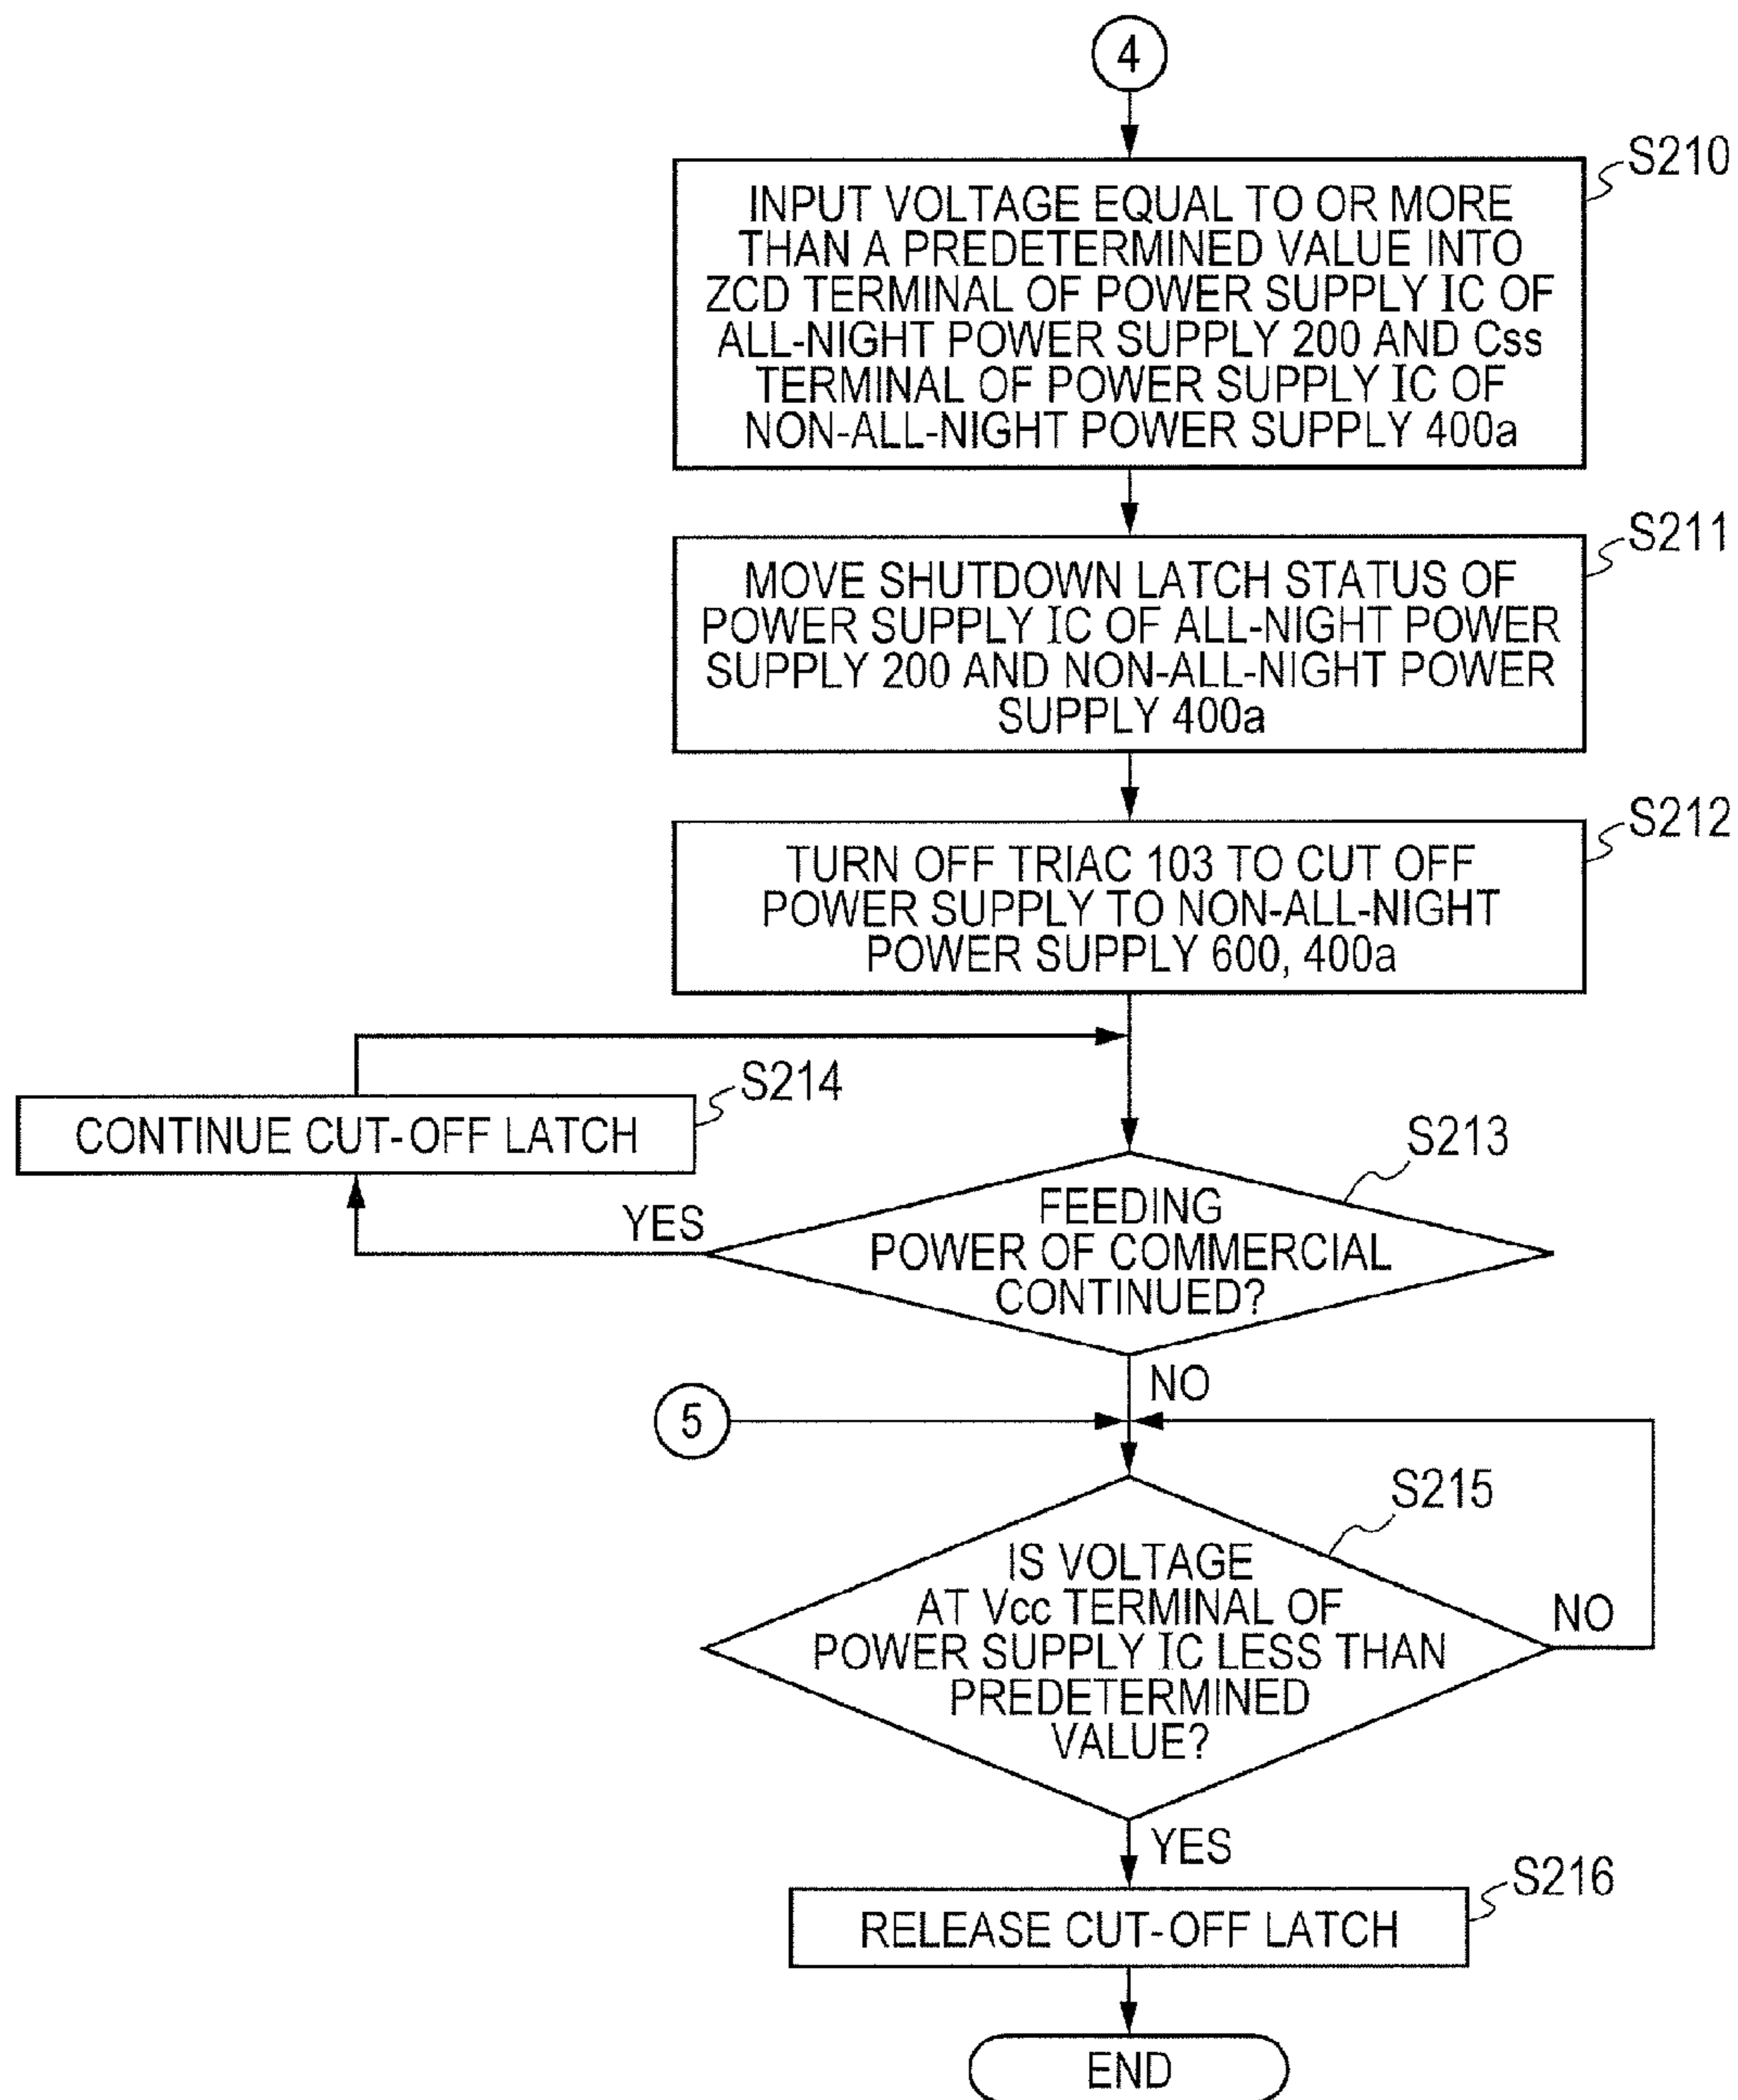 4
S210
INPUT VOLTAGE EQUAL TO OR MORE
THAN A PREDETERMINED VALUE INTO
ZCD TERMINAL OF POWER SUPPLY IC OF
ALL-NIGHT POWER SUPPLY 200 AND Css
TERMINAL OF POWER SUPPLY IC OF
NON-ALL-NIGHT POWER SUPPLY 400a
S211
MOVE SHUTDOWN LATCH STATUS OF
POWER SUPPLY IC OF ALL-NIGHT POWER
SUPPLY 200 AND NON-ALL-NIGHT POWER
SUPPLY 400a
S212
TURN OFF TRIAC 103 TO CUT OFF
POWER SUPPLY TO NON-ALL-NIGHT
POWER SUPPLY 600, 400a
S214
CONTINUE CUT-OFF LATCH
S213
YES
FEEDING
POWER OF COMMERCIAL
CONTINUED?
NO
5
S215
IS VOLTAGE
AT Vcc TERMINAL OF
POWER SUPPLY IC LESS THAN
PREDETERMINED
VALUE?
NO
YES
S216
RELEASE CUT-OFF LATCH
END